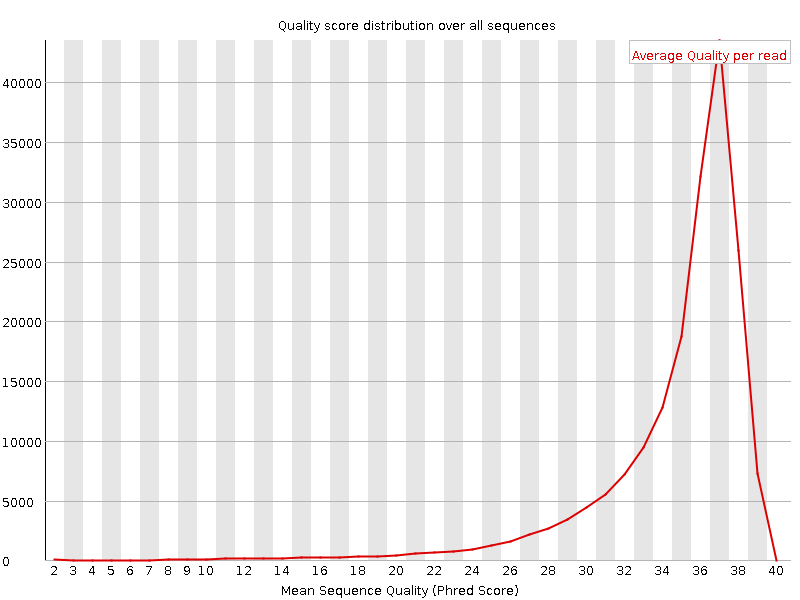 Quality score distribution over all sequences
Average Quality per read
40000
35000
30000
25000
20000
15000
10000
5000
0
2 3 4 5 6 7 8 9 10 12 14 16 18 20 22 24 26 28 30 32 34 36 38 40
Mean Sequence Quality (Phred Score)